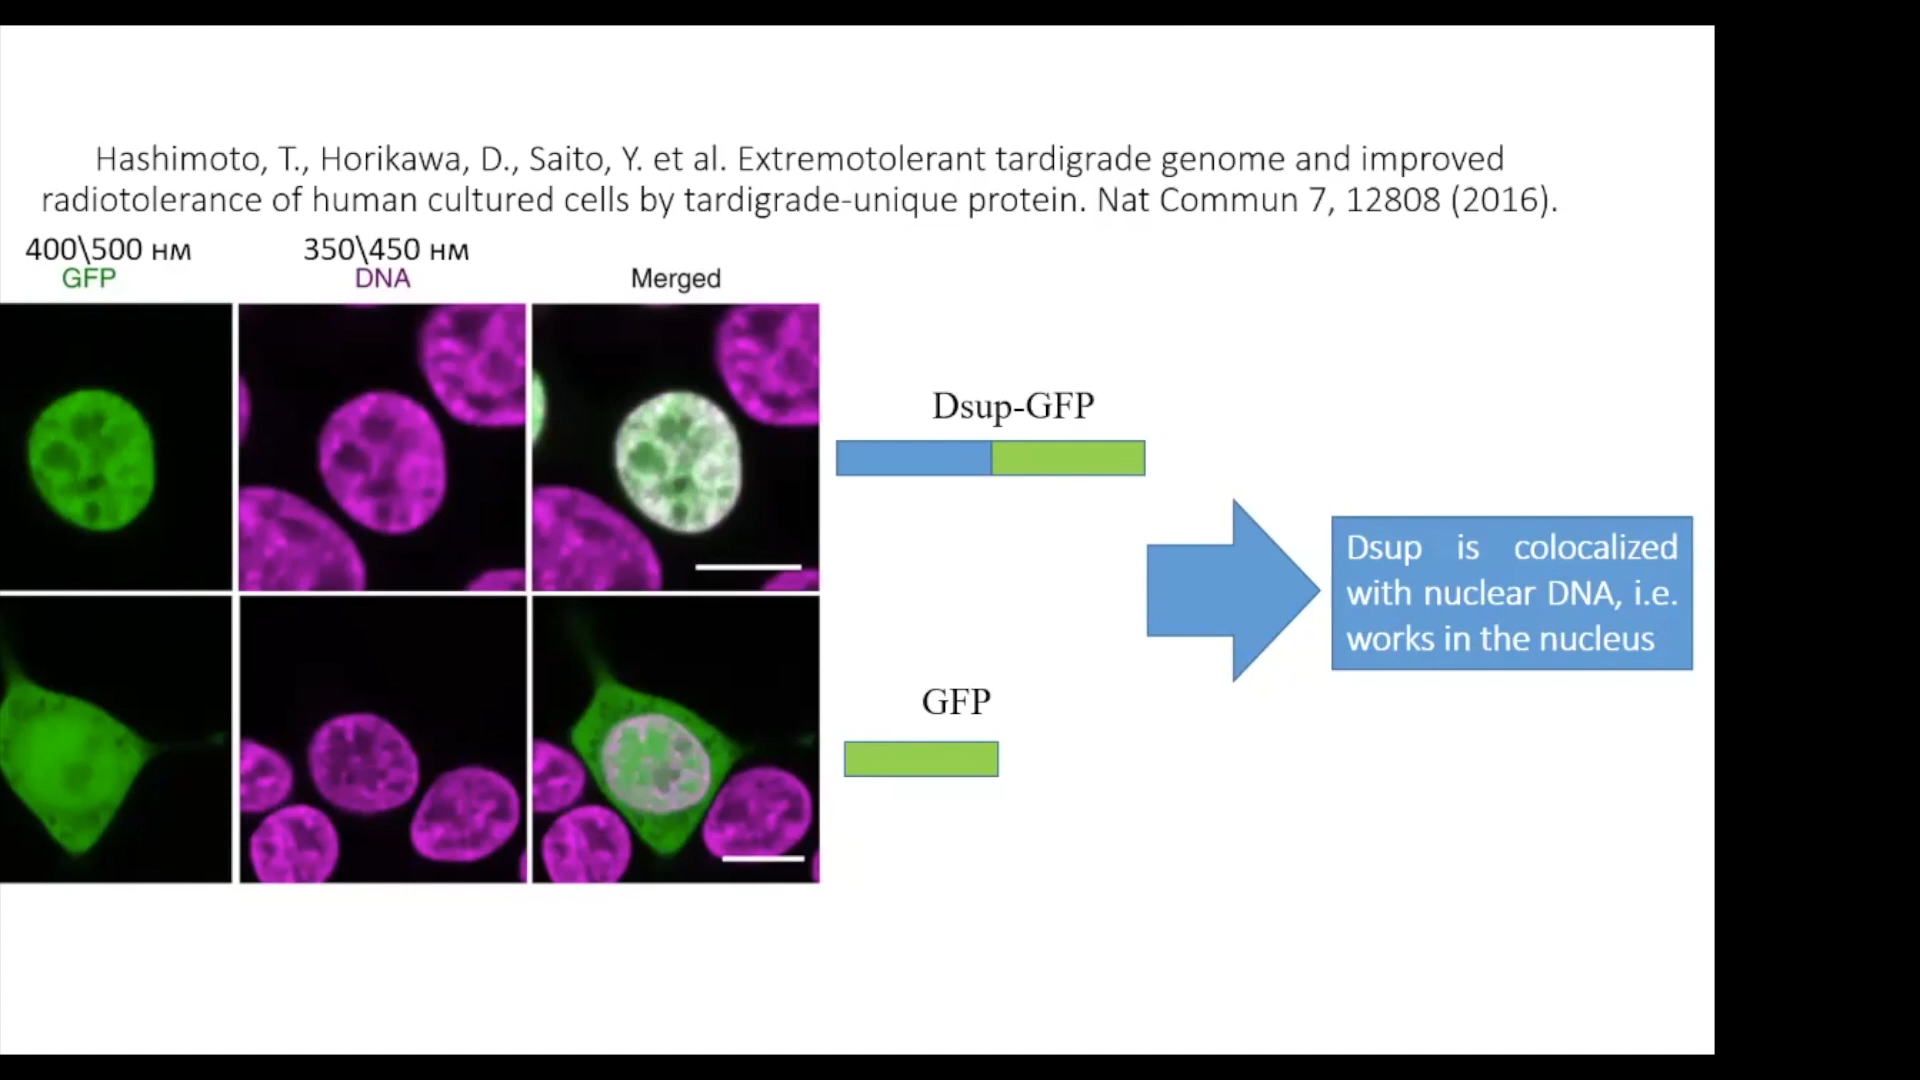 Hashimoto, T., Horikawa, D., Saito, Y. et al. Extremotolerant tardigrade genome and improved
radiotolerance of human cultured cells by tardigrade-unique protein. Nat Commun 7, 12808 (2016).
400\500 нм
350\450 нм
GFP
DNA
Merged
Dsup-GFP
Dsup is colocalized
with nuclear DNA, i.e.
works in the nucleus
GFP